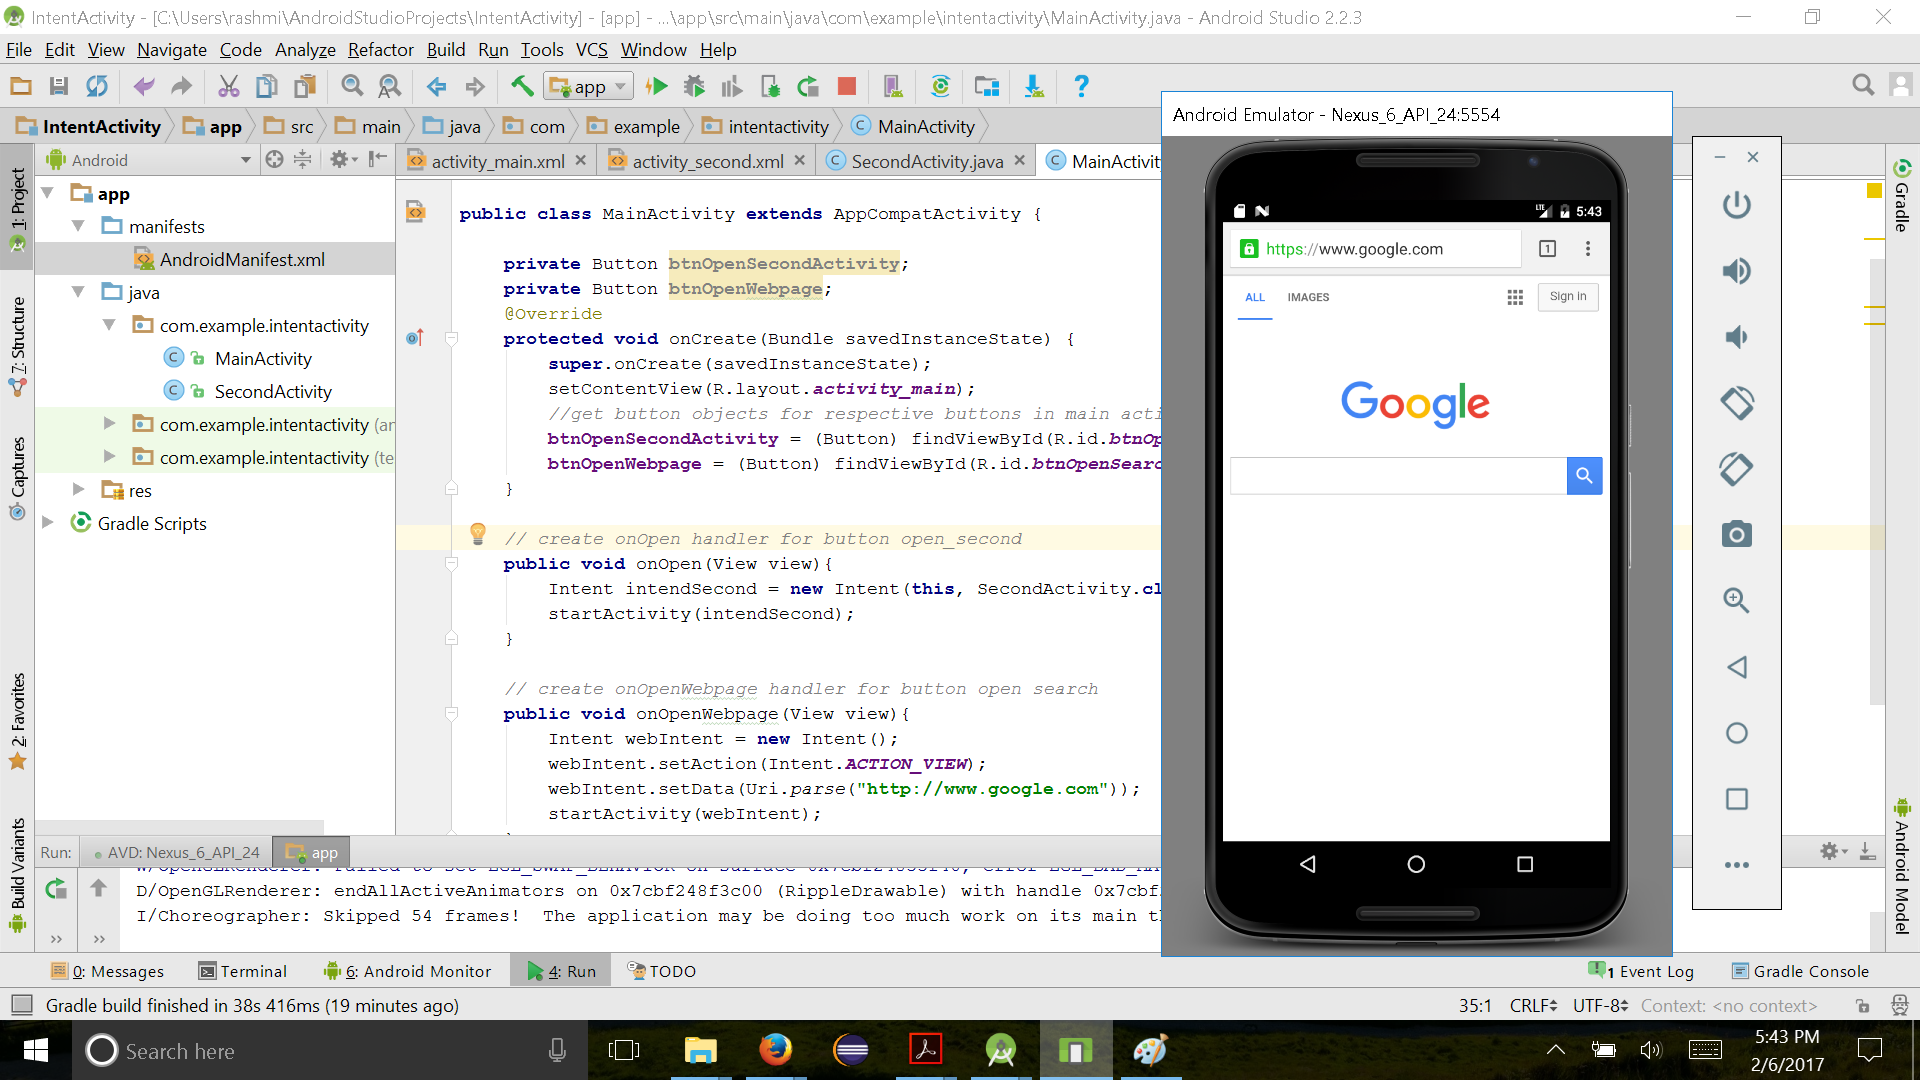 IntentActivity - [C:\Users\rashmi\AndroidStudioProjects\IntentActivity] - [app] - ...\app\src\main\java\com\example\intentactivity\MainActivity.java - Android Studio 2.2.3
File Edit View Navigate Code Analyze Refactor Build Run Tools VCS Window Help
app
IntentActivity app src main java com example intentactivity MainActivity
Android
activity_main.xml activity_second.xml SecondActivity.java MainActivit
1: Project
7: Structure
Captures
2: Favorites
Build Variants
app
manifests
AndroidManifest.xml
java
com.example.intentactivity
MainActivity
SecondActivity
com.example.intentactivity (ar
com.example.intentactivity (te
res
Gradle Scripts
public class MainActivity extends AppCompatActivity {
private Button btnOpenSecondActivity;
private Button btnOpenWebpage;
@Override
protected void onCreate(Bundle savedInstanceState) {
super.onCreate(savedInstanceState);
setContentView(R.layout.activity_main);
//get button objects for respective buttons in main acti
btnOpenSecondActivity = (Button) findViewById(R.id.btnOp
btnOpenWebpage = (Button) findViewById(R.id.btnOpenSearc
}
// create onOpen handler for button open_second
public void onOpen(View view){
Intent intendSecond = new Intent(this, SecondActivity.cl
startActivity(intendSecond);
}
// create onOpenWebpage handler for button open search
public void onOpenWebpage(View view){
Intent webIntent = new Intent();
webIntent.setAction(Intent.ACTION_VIEW);
webIntent.setData(Uri.parse("http://www.google.com"));
startActivity(webIntent);
Android Emulator - Nexus_6_API_24:5554
LTE 5:43
https://www.google.com 1
ALL IMAGES Sign in
Google
Gradle
Android Model
Run: AVD: Nexus_6_API_24 app
D/OpenGLRenderer: endAllActiveAnimators on 0x7cbf248f3c00 (RippleDrawable) with handle 0x7cbf
I/Choreographer: Skipped 54 frames! The application may be doing too much work on its main th
0: Messages Terminal 6: Android Monitor 4: Run TODO 1 Event Log Gradle Console
Gradle build finished in 38s 416ms (19 minutes ago) 35:1 CRLF UTF-8 Context: <no context>
Search here
5:43 PM
2/6/2017